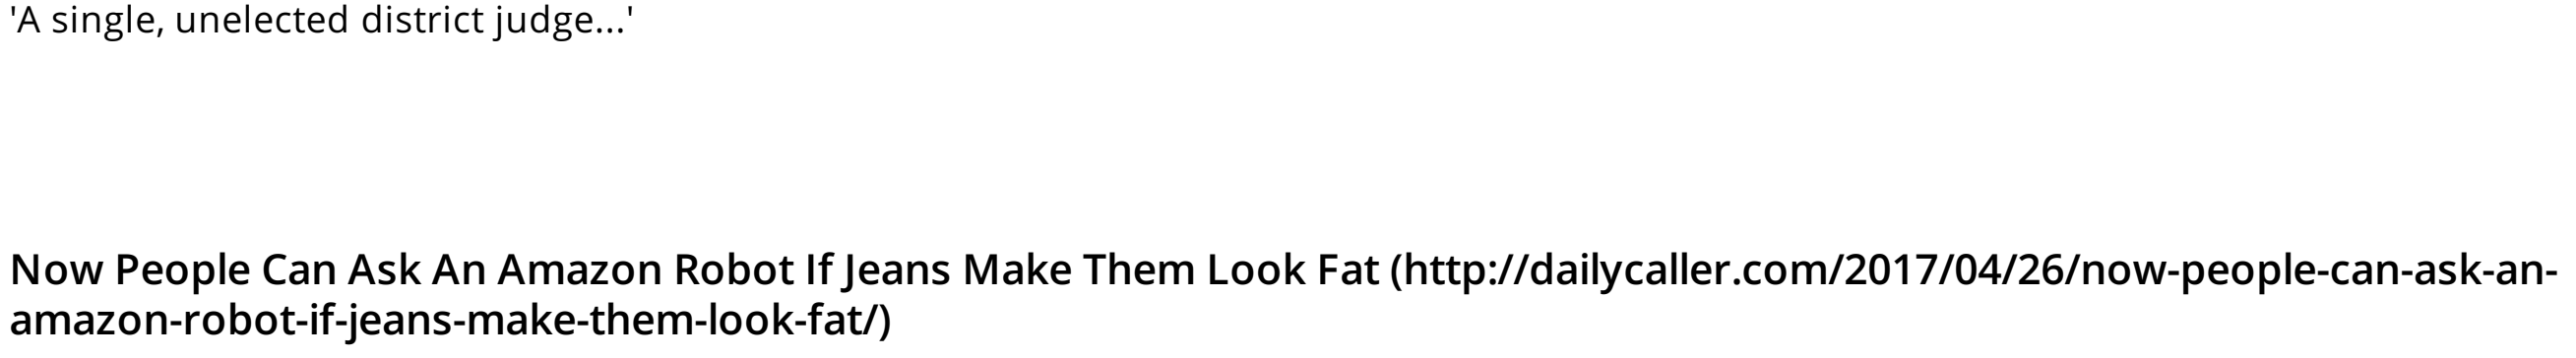 'A single, unelected district judge...'
Now People Can Ask An Amazon Robot If Jeans Make Them Look Fat (http://dailycaller.com/2017/04/26/now-people-can-ask-an-
amazon-robot-if-jeans-make-them-look-fat/)